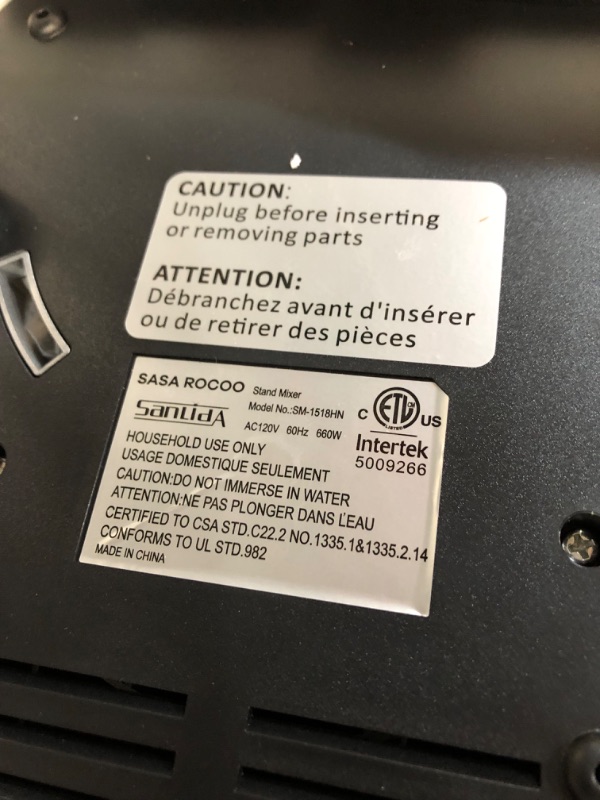 CAUTION:
Unplug before inserting
or removing parts
ATTENTION:
Débranchez avant d'insérer
ou de retirer des pièces
SASA ROCOO Stand Mixer
SanlidA Model No.:SM-1518HN
AC120V 60Hz 660W
C ETL US
LISTED
Intertek
5009266
HOUSEHOLD USE ONLY
USAGE DOMESTIQUE SEULEMENT
CAUTION:DO NOT IMMERSE IN WATER
ATTENTION:NE PAS PLONGER DANS L'EAU
CERTIFIED TO CSA STD.C22.2 NO.1335.1&1335.2.14
CONFORMS TO UL STD.982
MADE IN CHINA